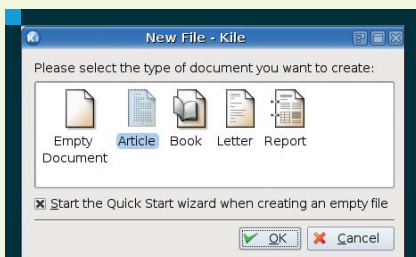 New File - Kile
Please select the type of document you want to create:
Empty Document
Article
Book
Letter
Report
Start the Quick Start wizard when creating an empty file
OK
Cancel